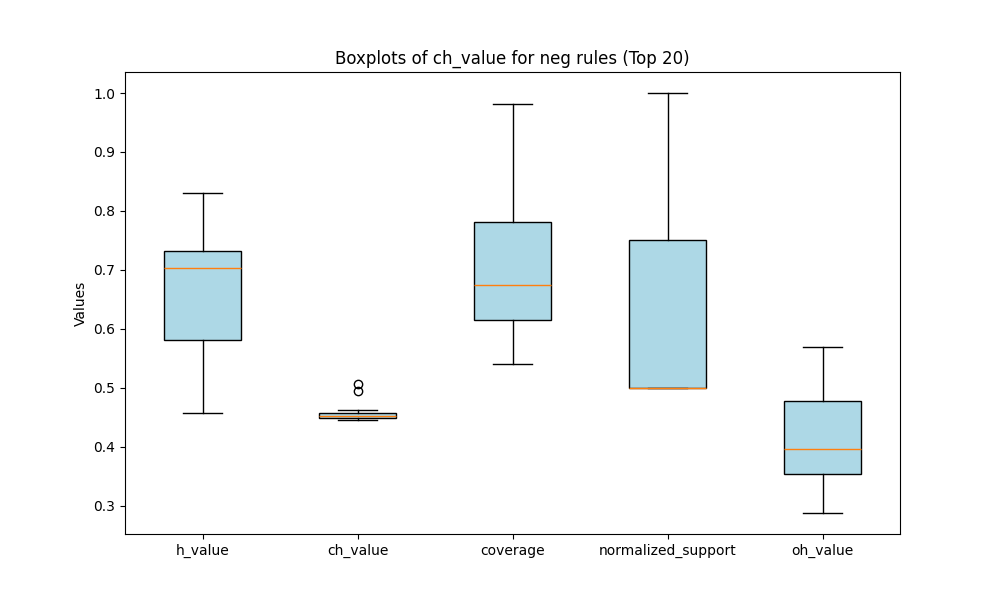 Boxplots of ch_value for neg rules (Top 20)
Values
1.0
0.9
0.8
0.7
0.6
0.5
0.4
0.3
h_value
ch_value
coverage
normalized_support
oh_value